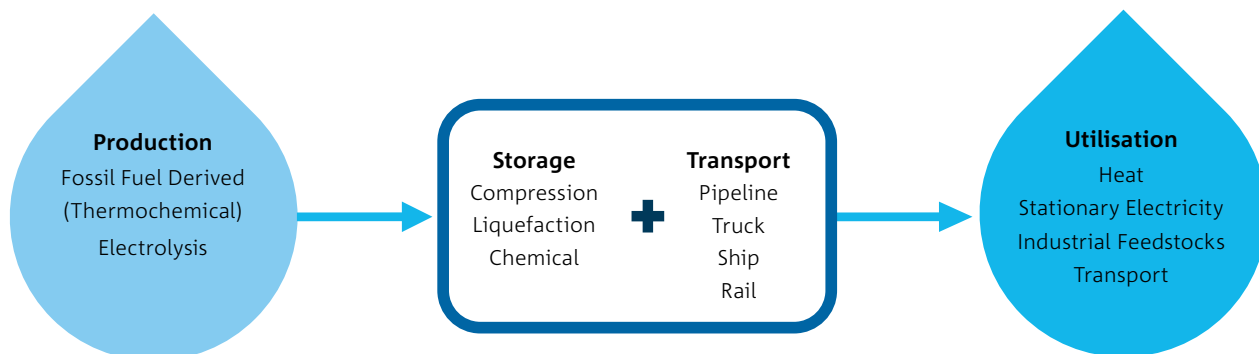 Production
Fossil Fuel Derived
(Thermochemical)
Electrolysis
Storage
Compression
Liquefaction
Chemical
Transport
Pipeline
Truck
Ship
Rail
Utilisation
Heat
Stationary Electricity
Industrial Feedstocks
Transport